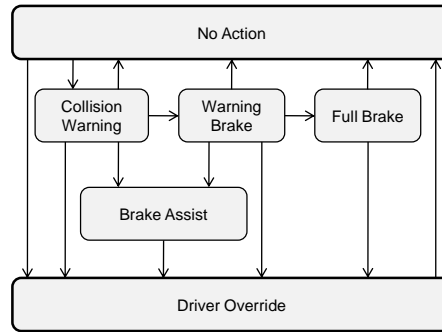 No Action
Collision
Warning
Warning
Brake
Full Brake
Brake Assist
Driver Override